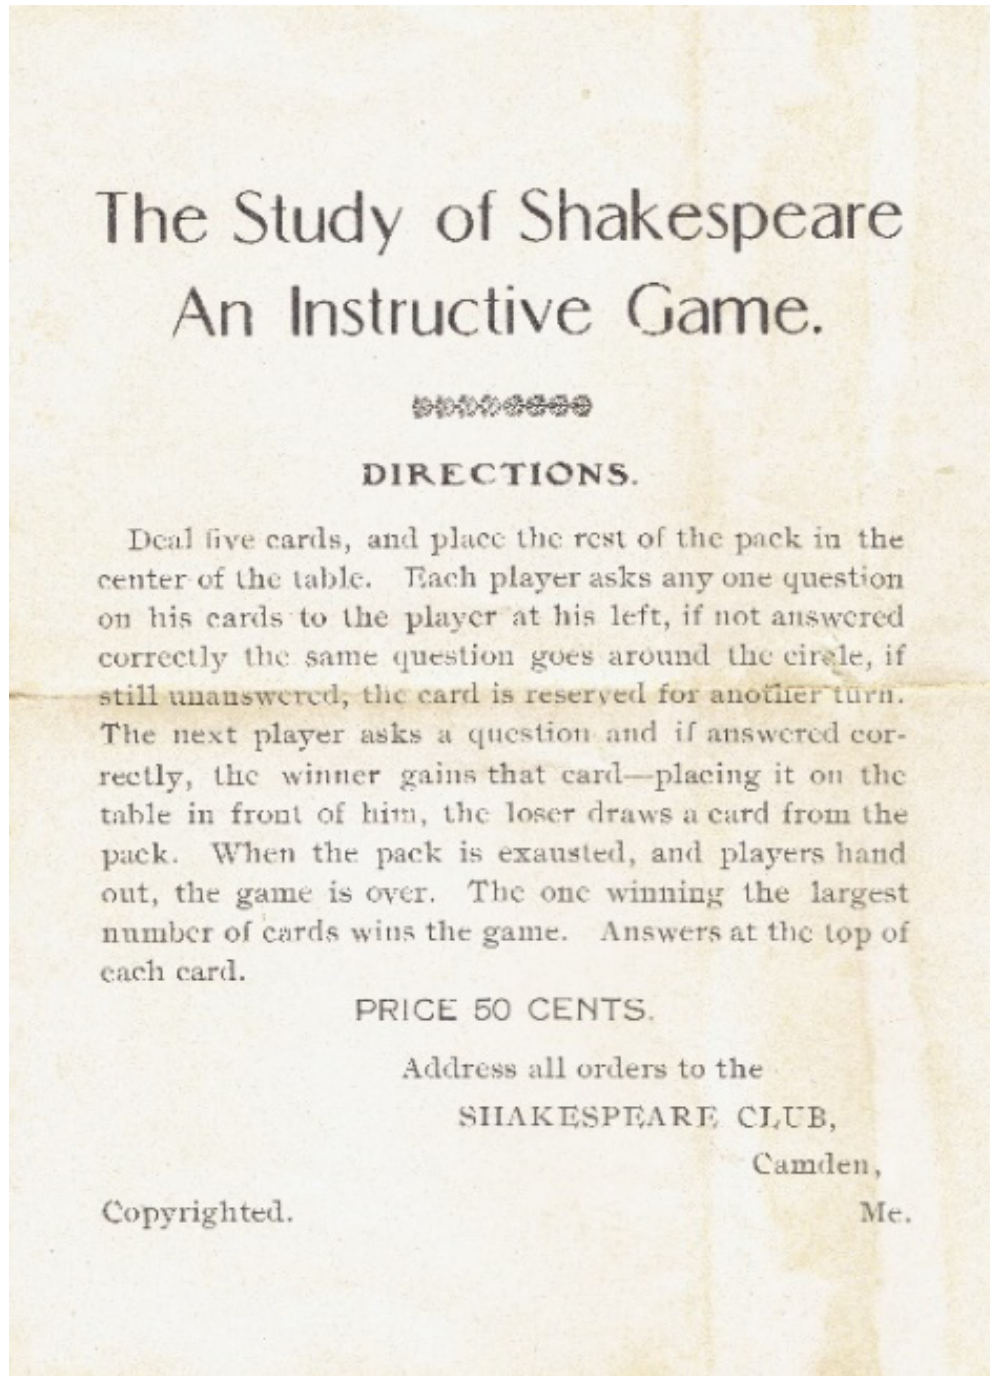 The Study of Shakespeare
An Instructive Game.
DIRECTIONS.
Deal five cards, and place the rest of the pack in the
center of the table. Each player asks any one question
on his cards to the player at his left, if not answered
correctly the same question goes around the circle, if
still unanswered, the card is reserved for another turn.
The next player asks a question and if answered cor-
rectly, the winner gains that card—placing it on the
table in front of him, the loser draws a card from the
pack. When the pack is exausted, and players hand
out, the game is over. The one winning the largest
number of cards wins the game. Answers at the top of
each card.
PRICE 50 CENTS.
Address all orders to the
SHAKESPEARE CLUB,
Camden,
Copyrighted. Me.